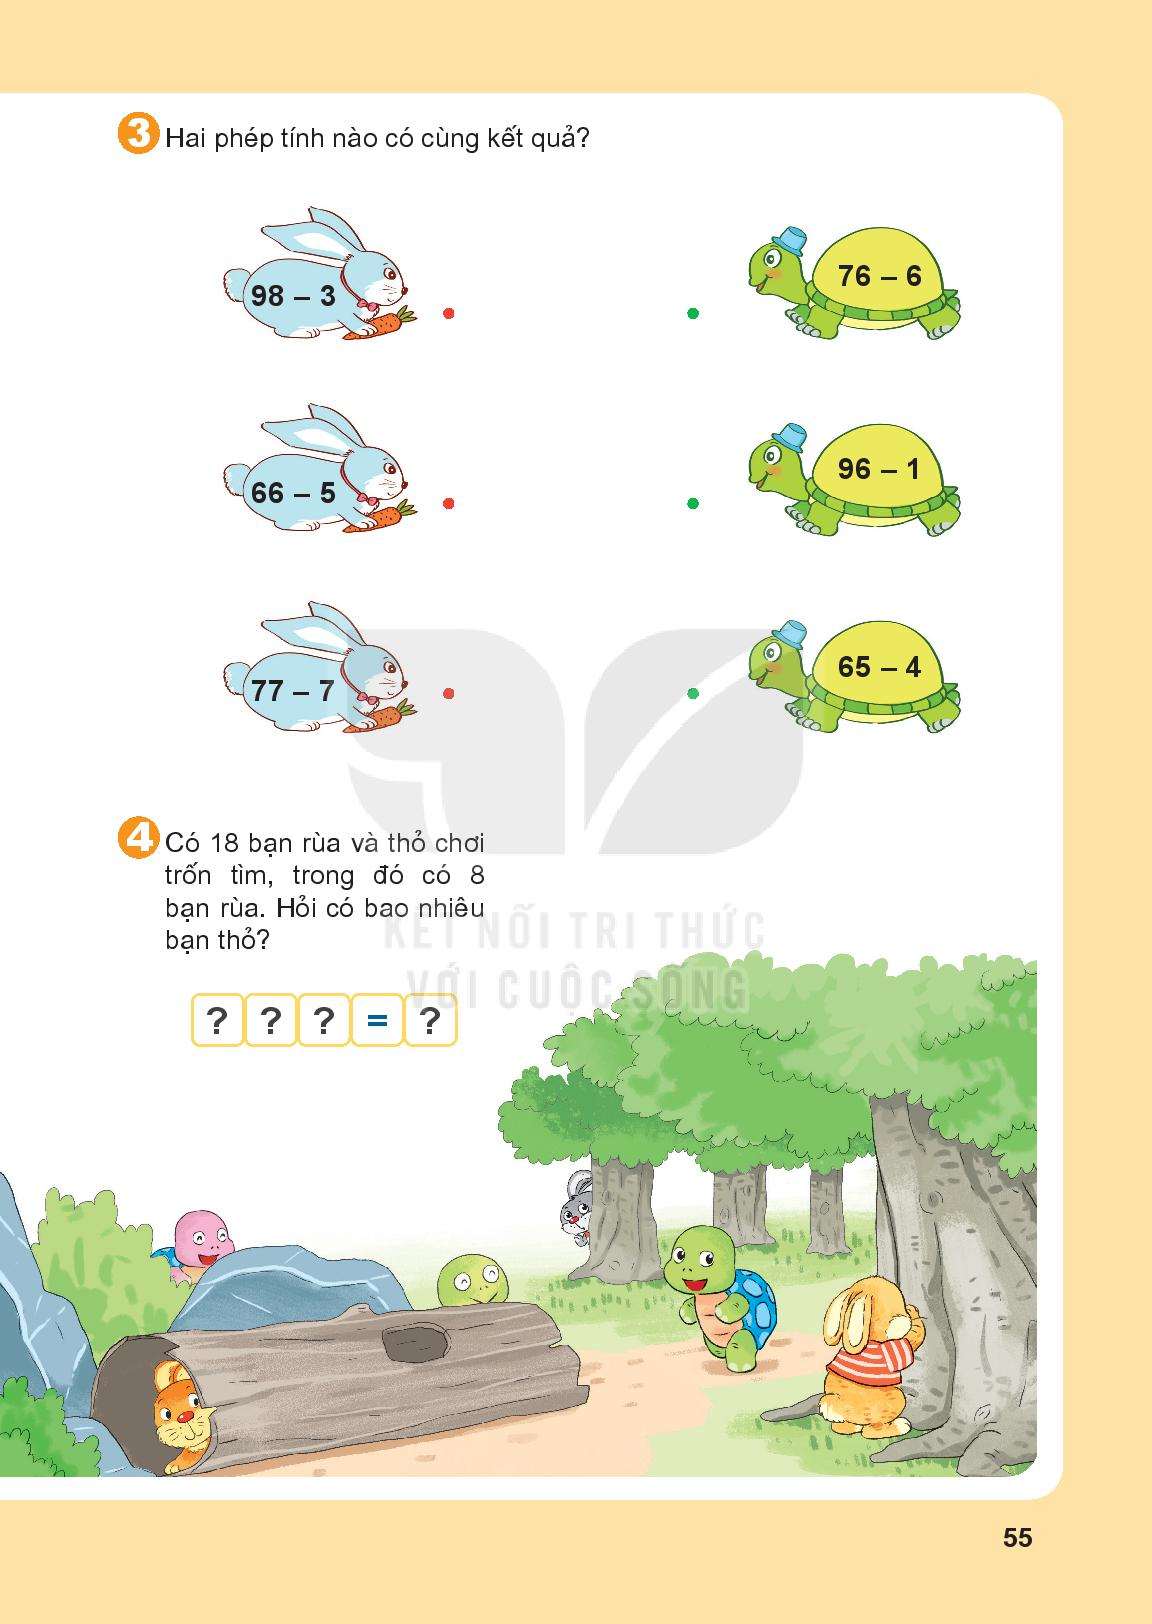 3 Hai phép tính nào có cùng kết quả?
98 – 3
76 – 6
66 – 5
96 – 1
77 – 7
65 – 4
4 Có 18 bạn rùa và thỏ chơi
trốn tìm, trong đó có 8
bạn rùa. Hỏi có bao nhiêu
bạn thỏ?
KẾT NỐI TRI THỨC
VỚI CUỘC SỐNG
? ? ? = ?
55